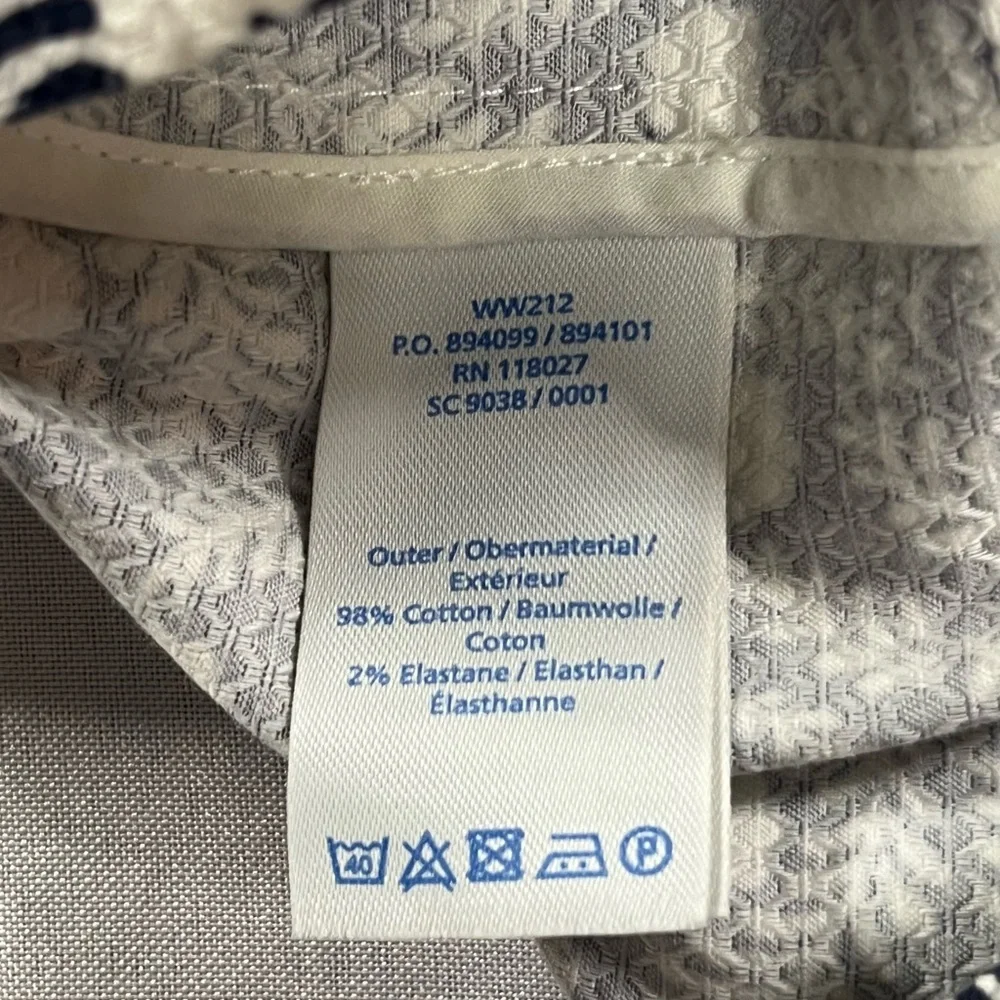 WW212
P.O. 894099 / 894101
RN 118027
SC 9038 / 0001
Outer / Obermaterial /
Extérieur
98% Cotton / Baumwolle /
Coton
2% Elastane / Elasthan /
Élasthanne
40 P